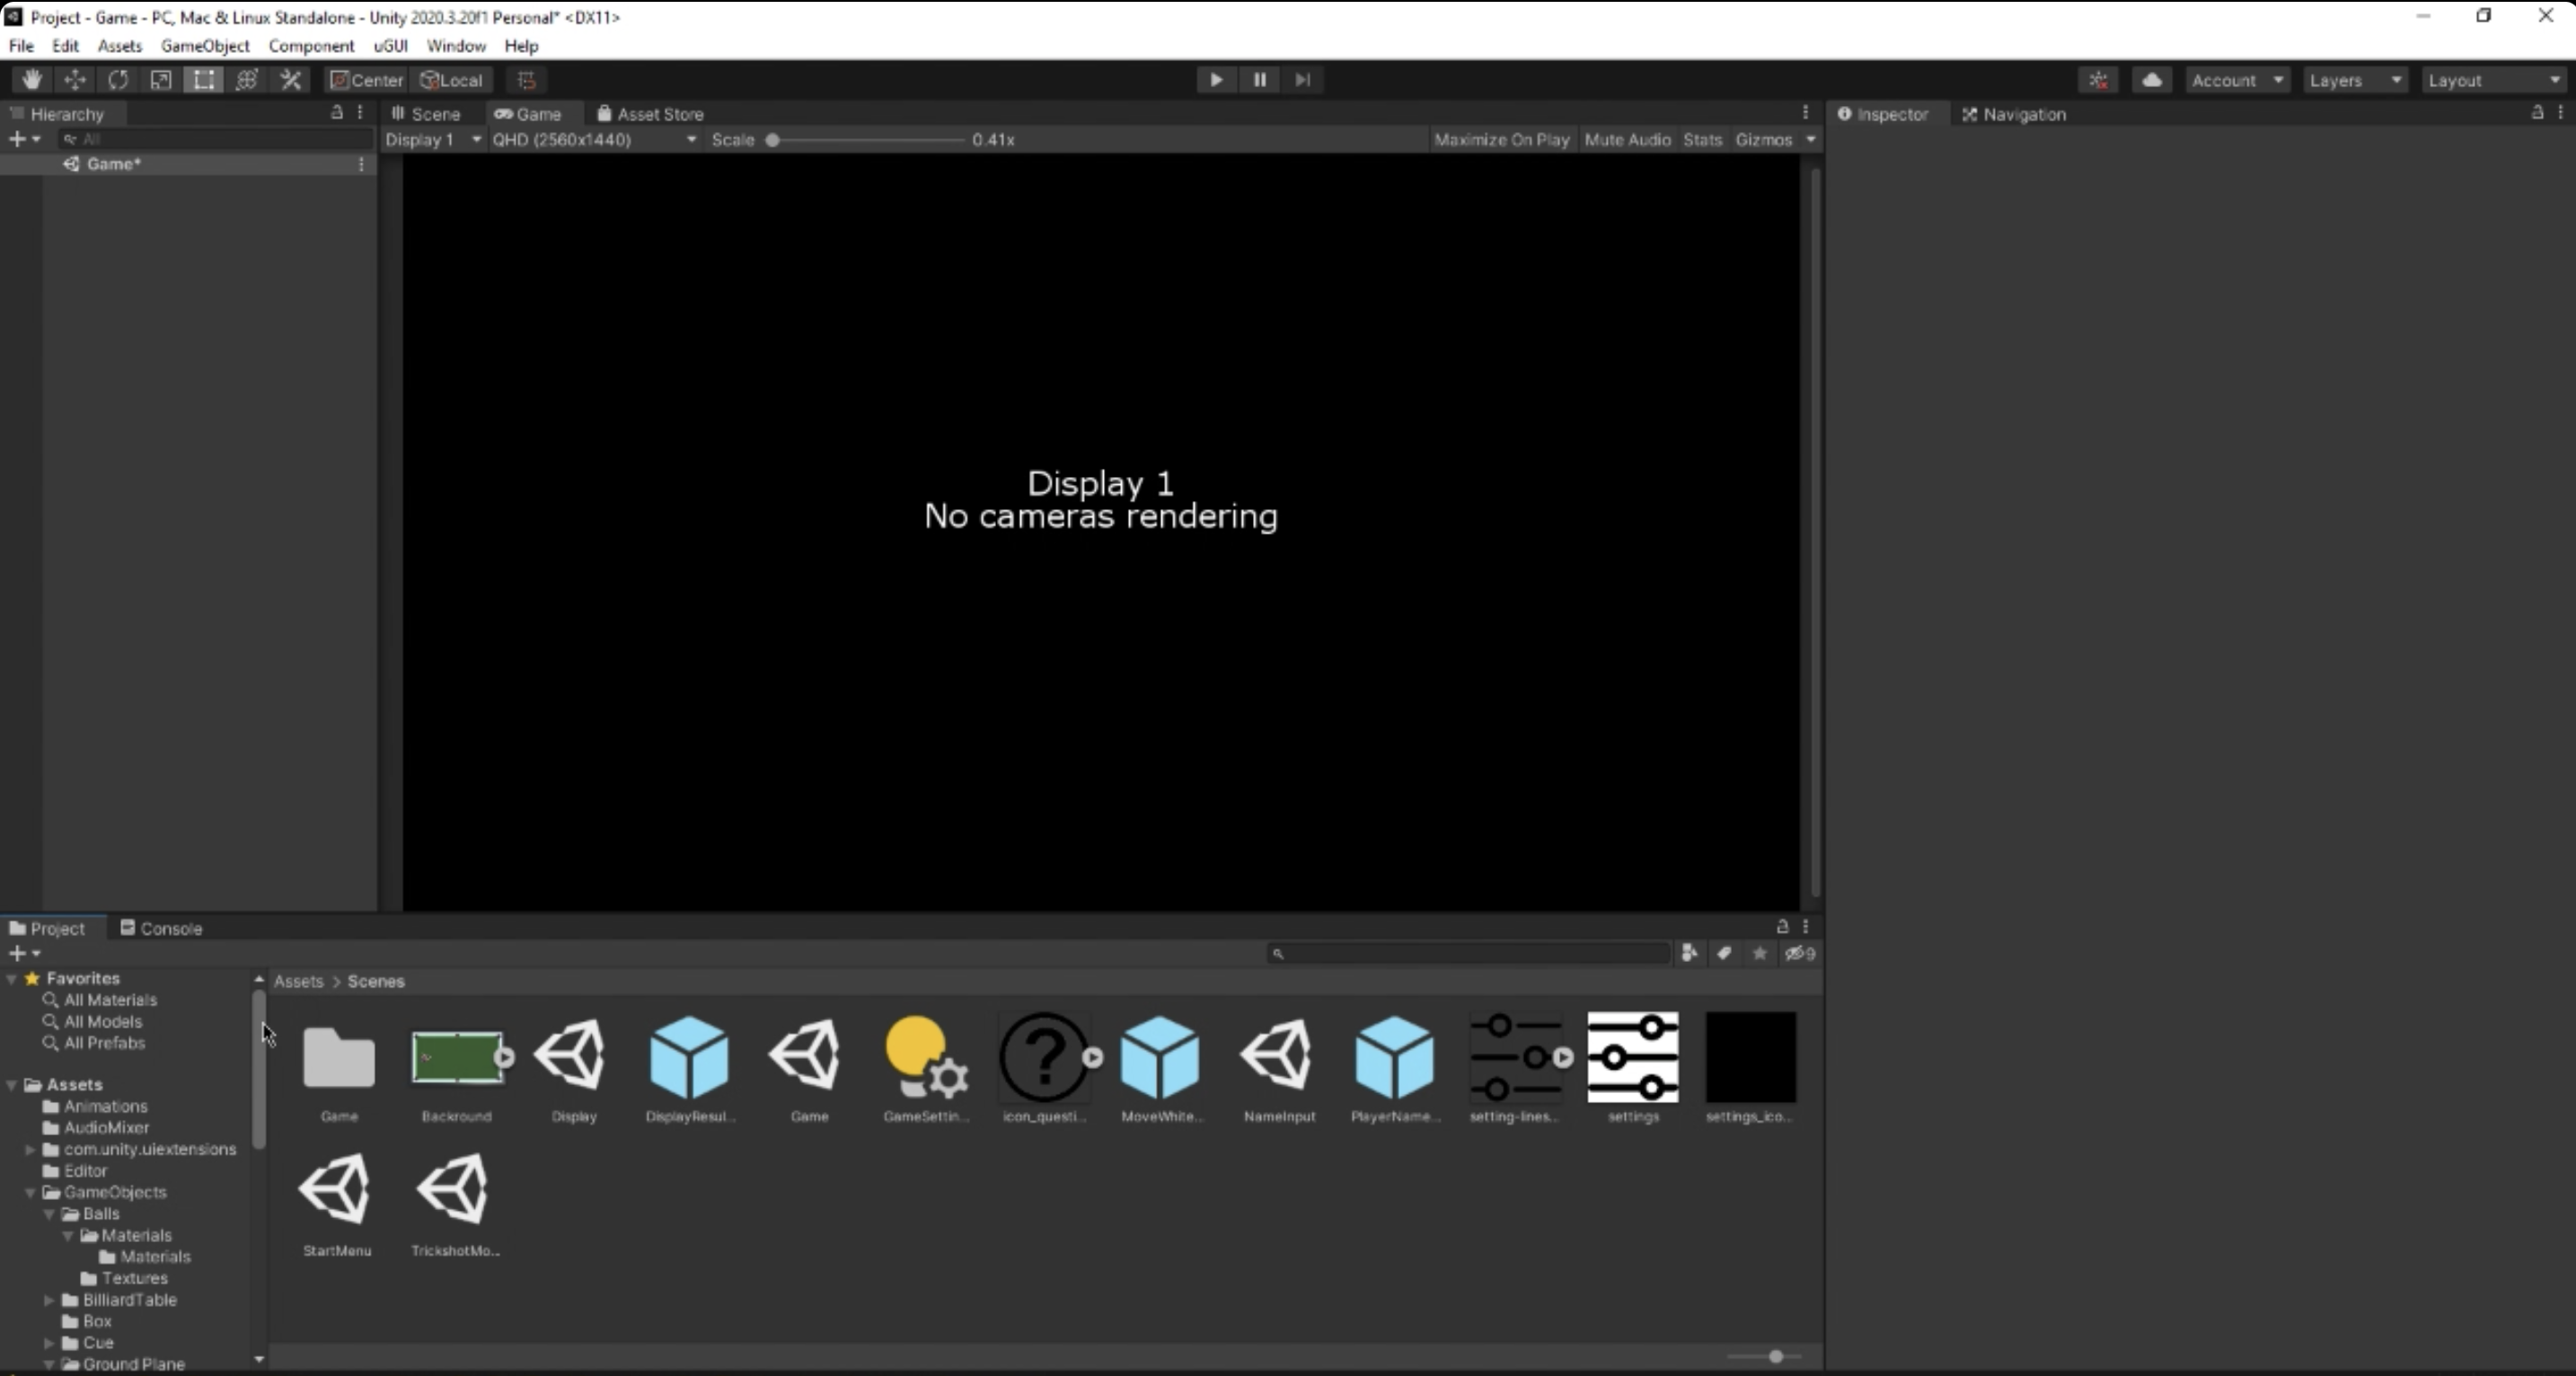 Project - Game - PC, Mac & Linux Standalone - Unity 2020.3.20f1 Personal* <DX11>
File Edit Assets GameObject Component uGUI Window Help
Center Local Account Layers Layout
Hierarchy Scene Game Asset Store Inspector Navigation
All Display 1 QHD (2560x1440) Scale 0.41x Maximize On Play Mute Audio Stats Gizmos
Game*
Display 1
No cameras rendering
Project Console
9
Favorites
All Materials
All Models
All Prefabs
Assets
Animations
AudioMixer
com.unity.uiextensions
Editor
GameObjects
Balls
Materials
Materials
Textures
BilliardTable
Box
Cue
Ground Plane
Assets > Scenes
Game Backround Display DisplayResul... Game GameSettin... icon_questi... MoveWhite... NameInput PlayerName... setting-lines... settings settings_ico...
StartMenu TrickshotMo...